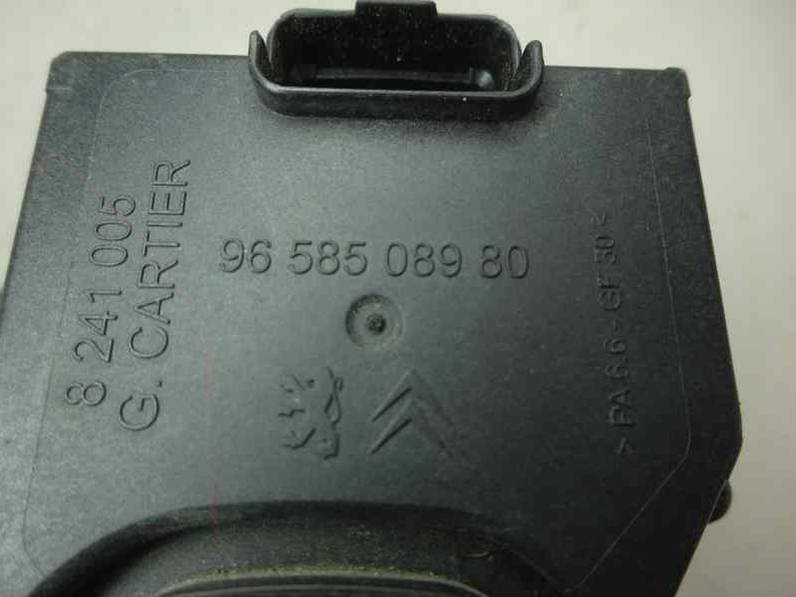 8 241 005
G. CARTIER
96 585 089 80
> PA 6.6 - GF 30 <